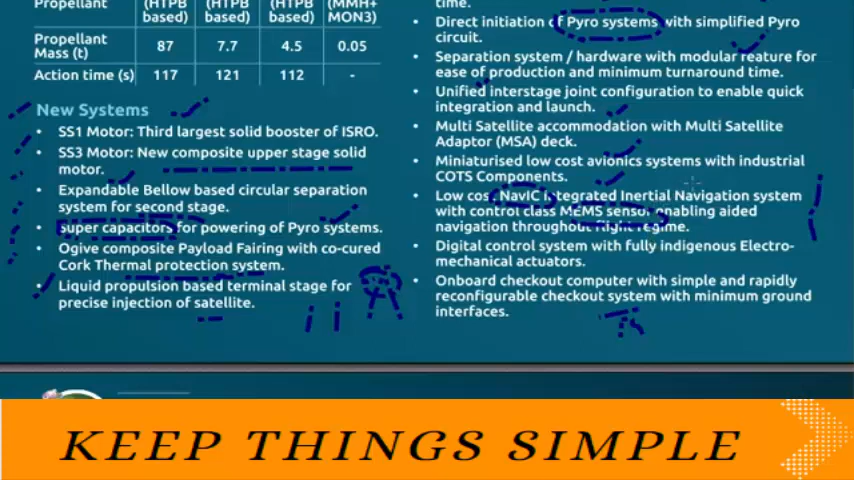 Propellant (HTPB based) (HTPB based) (HTPB based) (MMH+ MON3)
Propellant Mass (t) 87 7.7 4.5 0.05
Action time (s) 117 121 112 -
New Systems
• SS1 Motor: Third largest solid booster of ISRO.
• SS3 Motor: New composite upper stage solid
motor.
• Expandable Bellow based circular separation
system for second stage.
• Super capacitors for powering of Pyro systems.
• Ogive composite Payload Fairing with co-cured
Cork Thermal protection system.
• Liquid propulsion based terminal stage for
precise injection of satellite.
time.
• Direct initiation of Pyro systems with simplified Pyro
circuit.
• Separation system / hardware with modular feature for
ease of production and minimum turnaround time.
• Unified interstage joint configuration to enable quick
integration and launch.
• Multi Satellite accommodation with Multi Satellite
Adaptor (MSA) deck.
• Miniaturised low cost avionics systems with industrial
COTS Components.
• Low cost NavIC integrated Inertial Navigation system
with control class MEMS sensor enabling aided
navigation throughout flight regime.
• Digital control system with fully indigenous Electro-
mechanical actuators.
• Onboard checkout computer with simple and rapidly
reconfigurable checkout system with minimum ground
interfaces.
KEEP THINGS SIMPLE